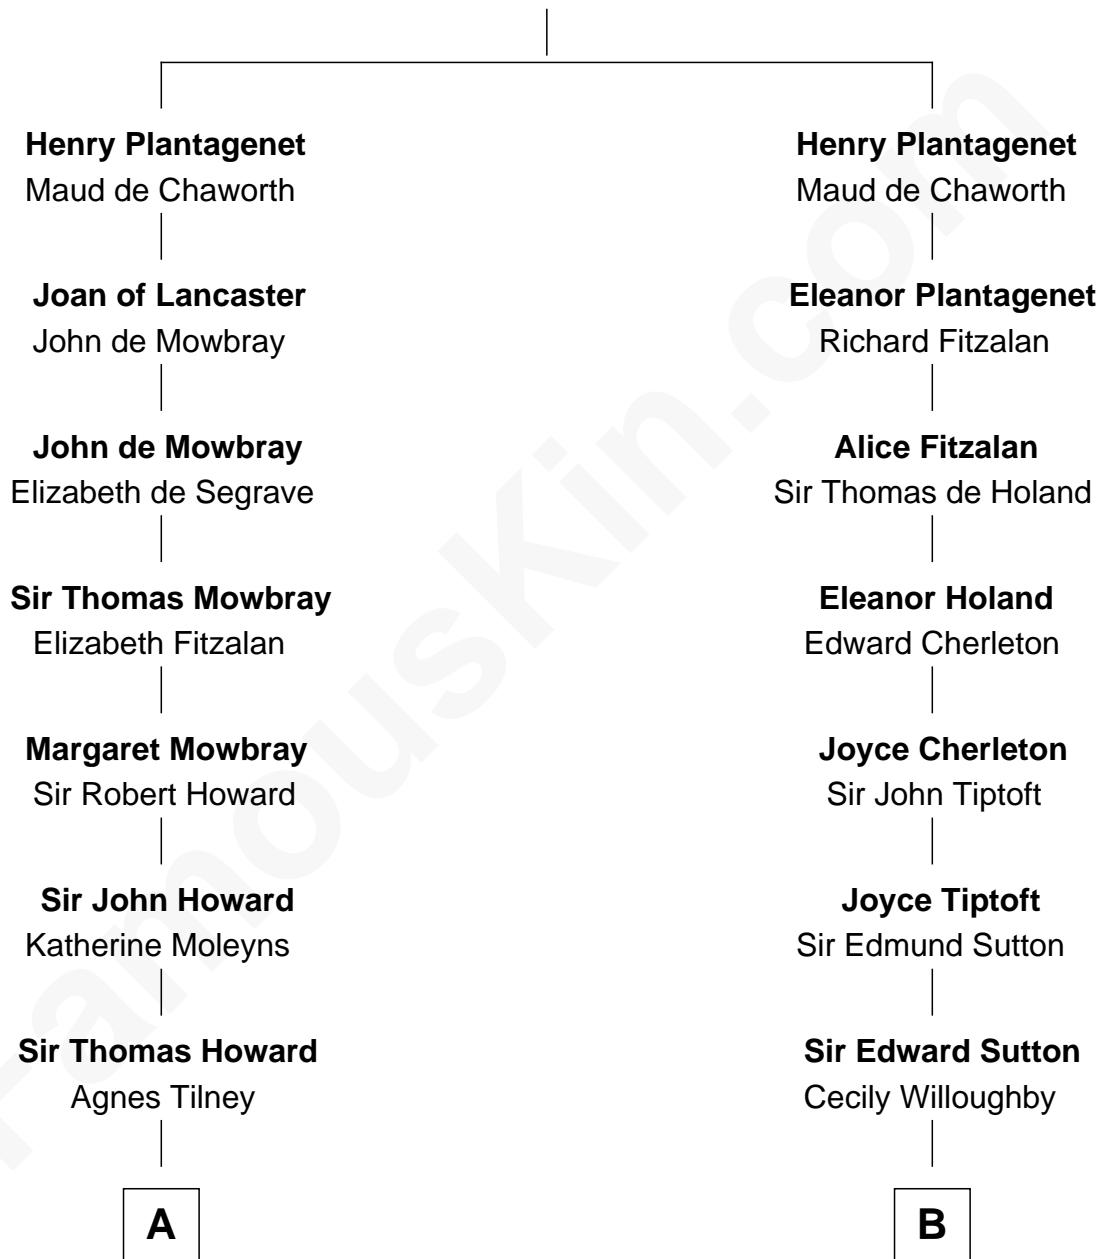 Henry Plantagenet
Maud de Chaworth
Joan of Lancaster
John de Mowbray
John de Mowbray
Elizabeth de Segrave
Sir Thomas Mowbray
Elizabeth Fitzalan
Margaret Mowbray
Sir Robert Howard
Sir John Howard
Katherine Moleyns
Sir Thomas Howard
Agnes Tilney
A
Henry Plantagenet
Maud de Chaworth
Eleanor Plantagenet
Richard Fitzalan
Alice Fitzalan
Sir Thomas de Holand
Eleanor Holand
Edward Cherleton
Joyce Cherleton
Sir John Tiptoft
Joyce Tiptoft
Sir Edmund Sutton
Sir Edward Sutton
Cecily Willoughby
B
FamousKin.com